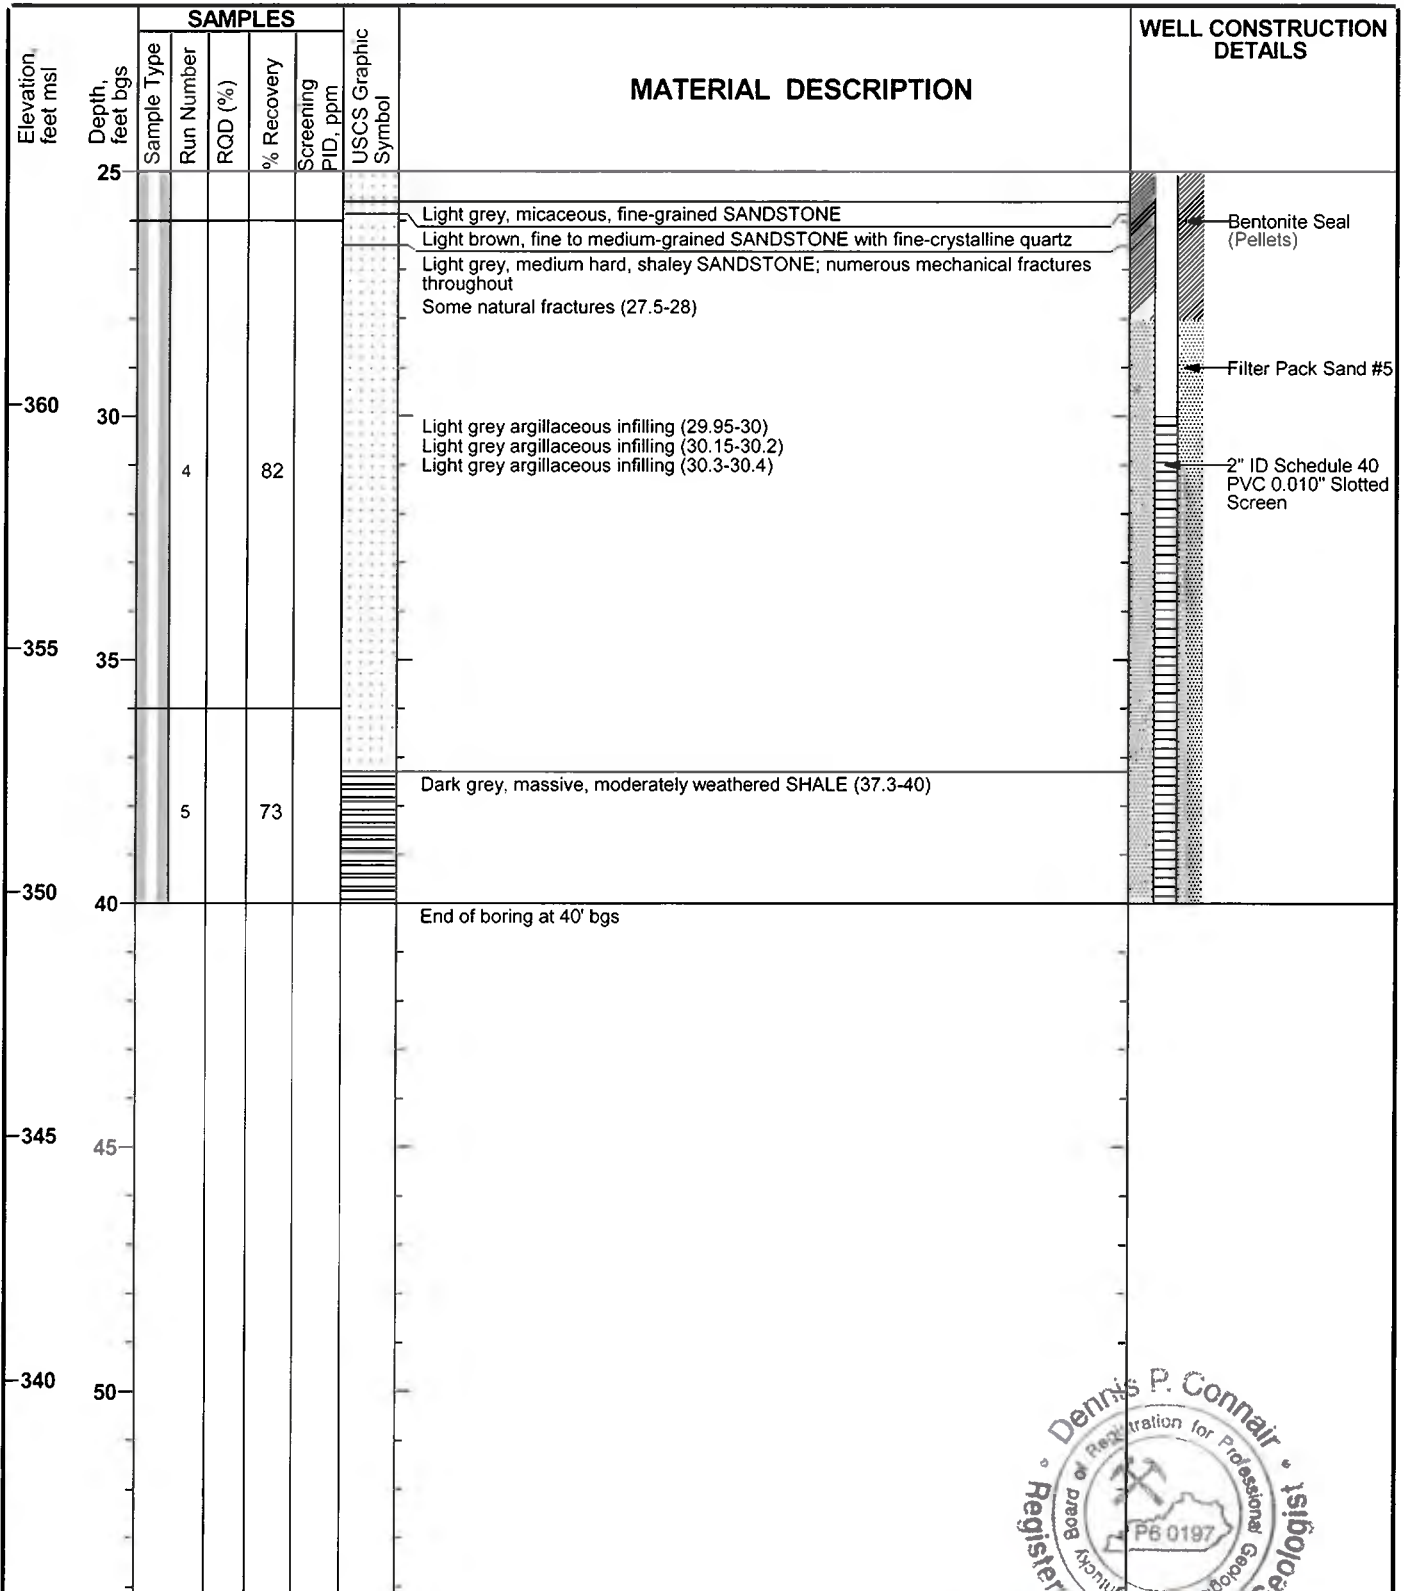 SAMPLES
WELL CONSTRUCTION
DETAILS
MATERIAL DESCRIPTION
Elevation,
feet msl
Depth,
feet bgs
Sample Type
Run Number
RQD (%)
% Recovery
Screening
PID, ppm
USCS Graphic
Symbol
25
Light grey, micaceous, fine-grained SANDSTONE
Bentonite Seal
(Pellets)
Light brown, fine to medium-grained SANDSTONE with fine-crystalline quartz
Light grey, medium hard, shaley SANDSTONE; numerous mechanical fractures
throughout
Some natural fractures (27.5-28)
Filter Pack Sand #5
360
30
Light grey argillaceous infilling (29.95-30)
Light grey argillaceous infilling (30.15-30.2)
Light grey argillaceous infilling (30.3-30.4)
4
82
2" ID Schedule 40
PVC 0.010" Slotted
Screen
355
35
Dark grey, massive, moderately weathered SHALE (37.3-40)
5
73
350
40
End of boring at 40' bgs
345
45
340
50
Dennis P. Connair
Board of Registration for Professional